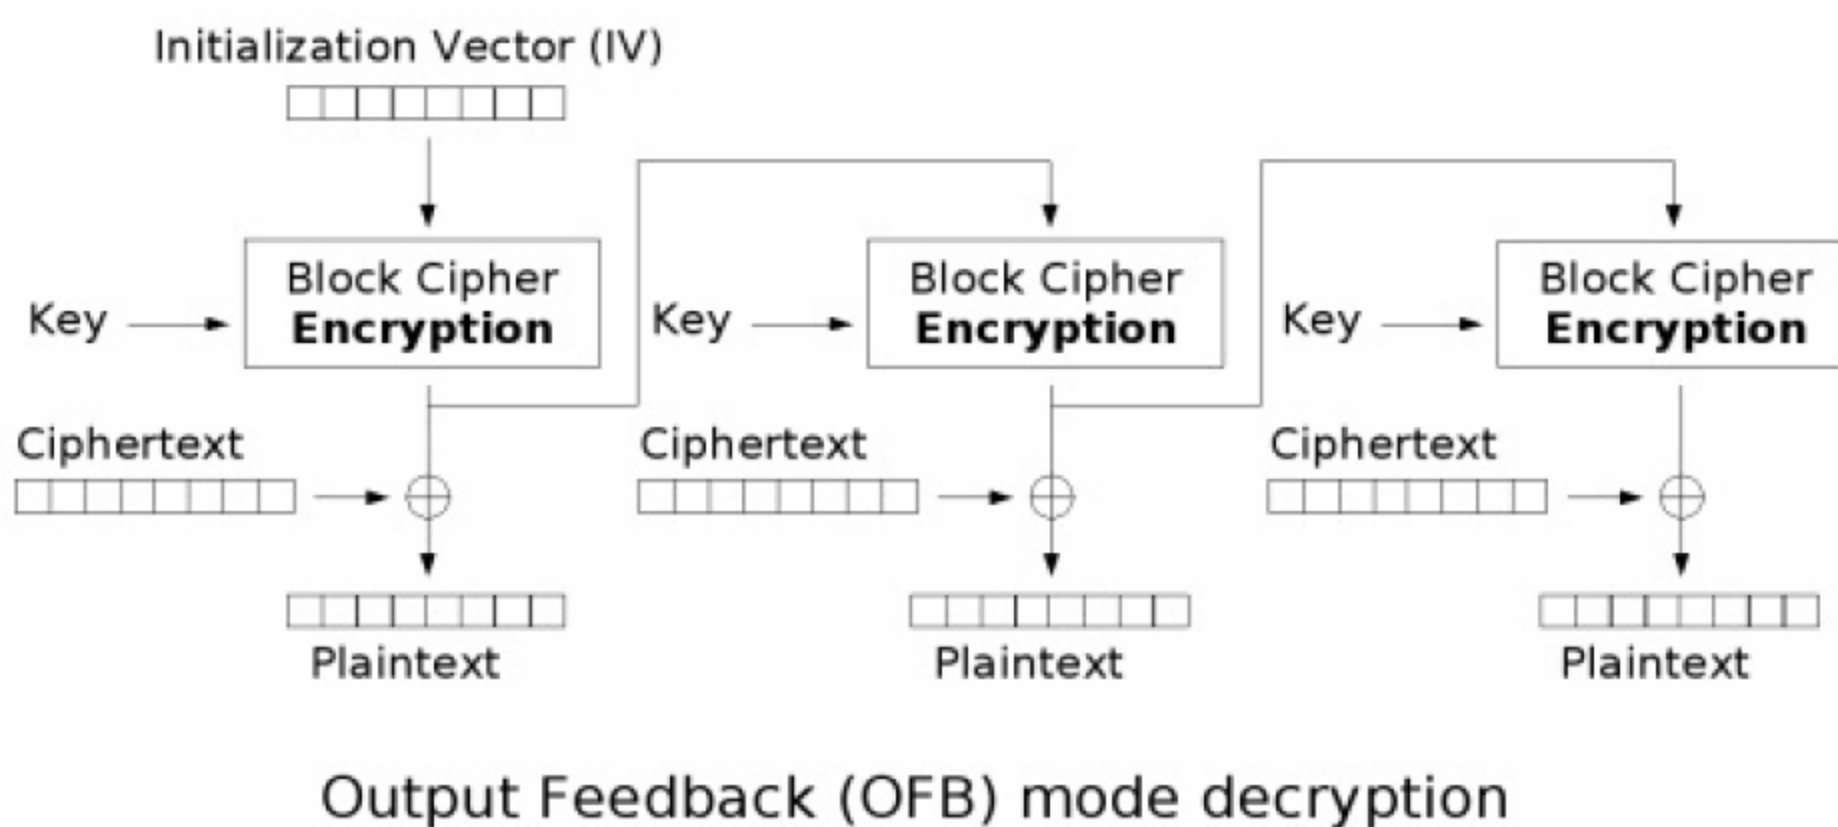 Initialization Vector (IV)
Block Cipher
Encryption
Block Cipher
Encryption
Block Cipher
Encryption
Key
Key
Key
Ciphertext
Ciphertext
Ciphertext
Plaintext
Plaintext
Plaintext
Output Feedback (OFB) mode decryption